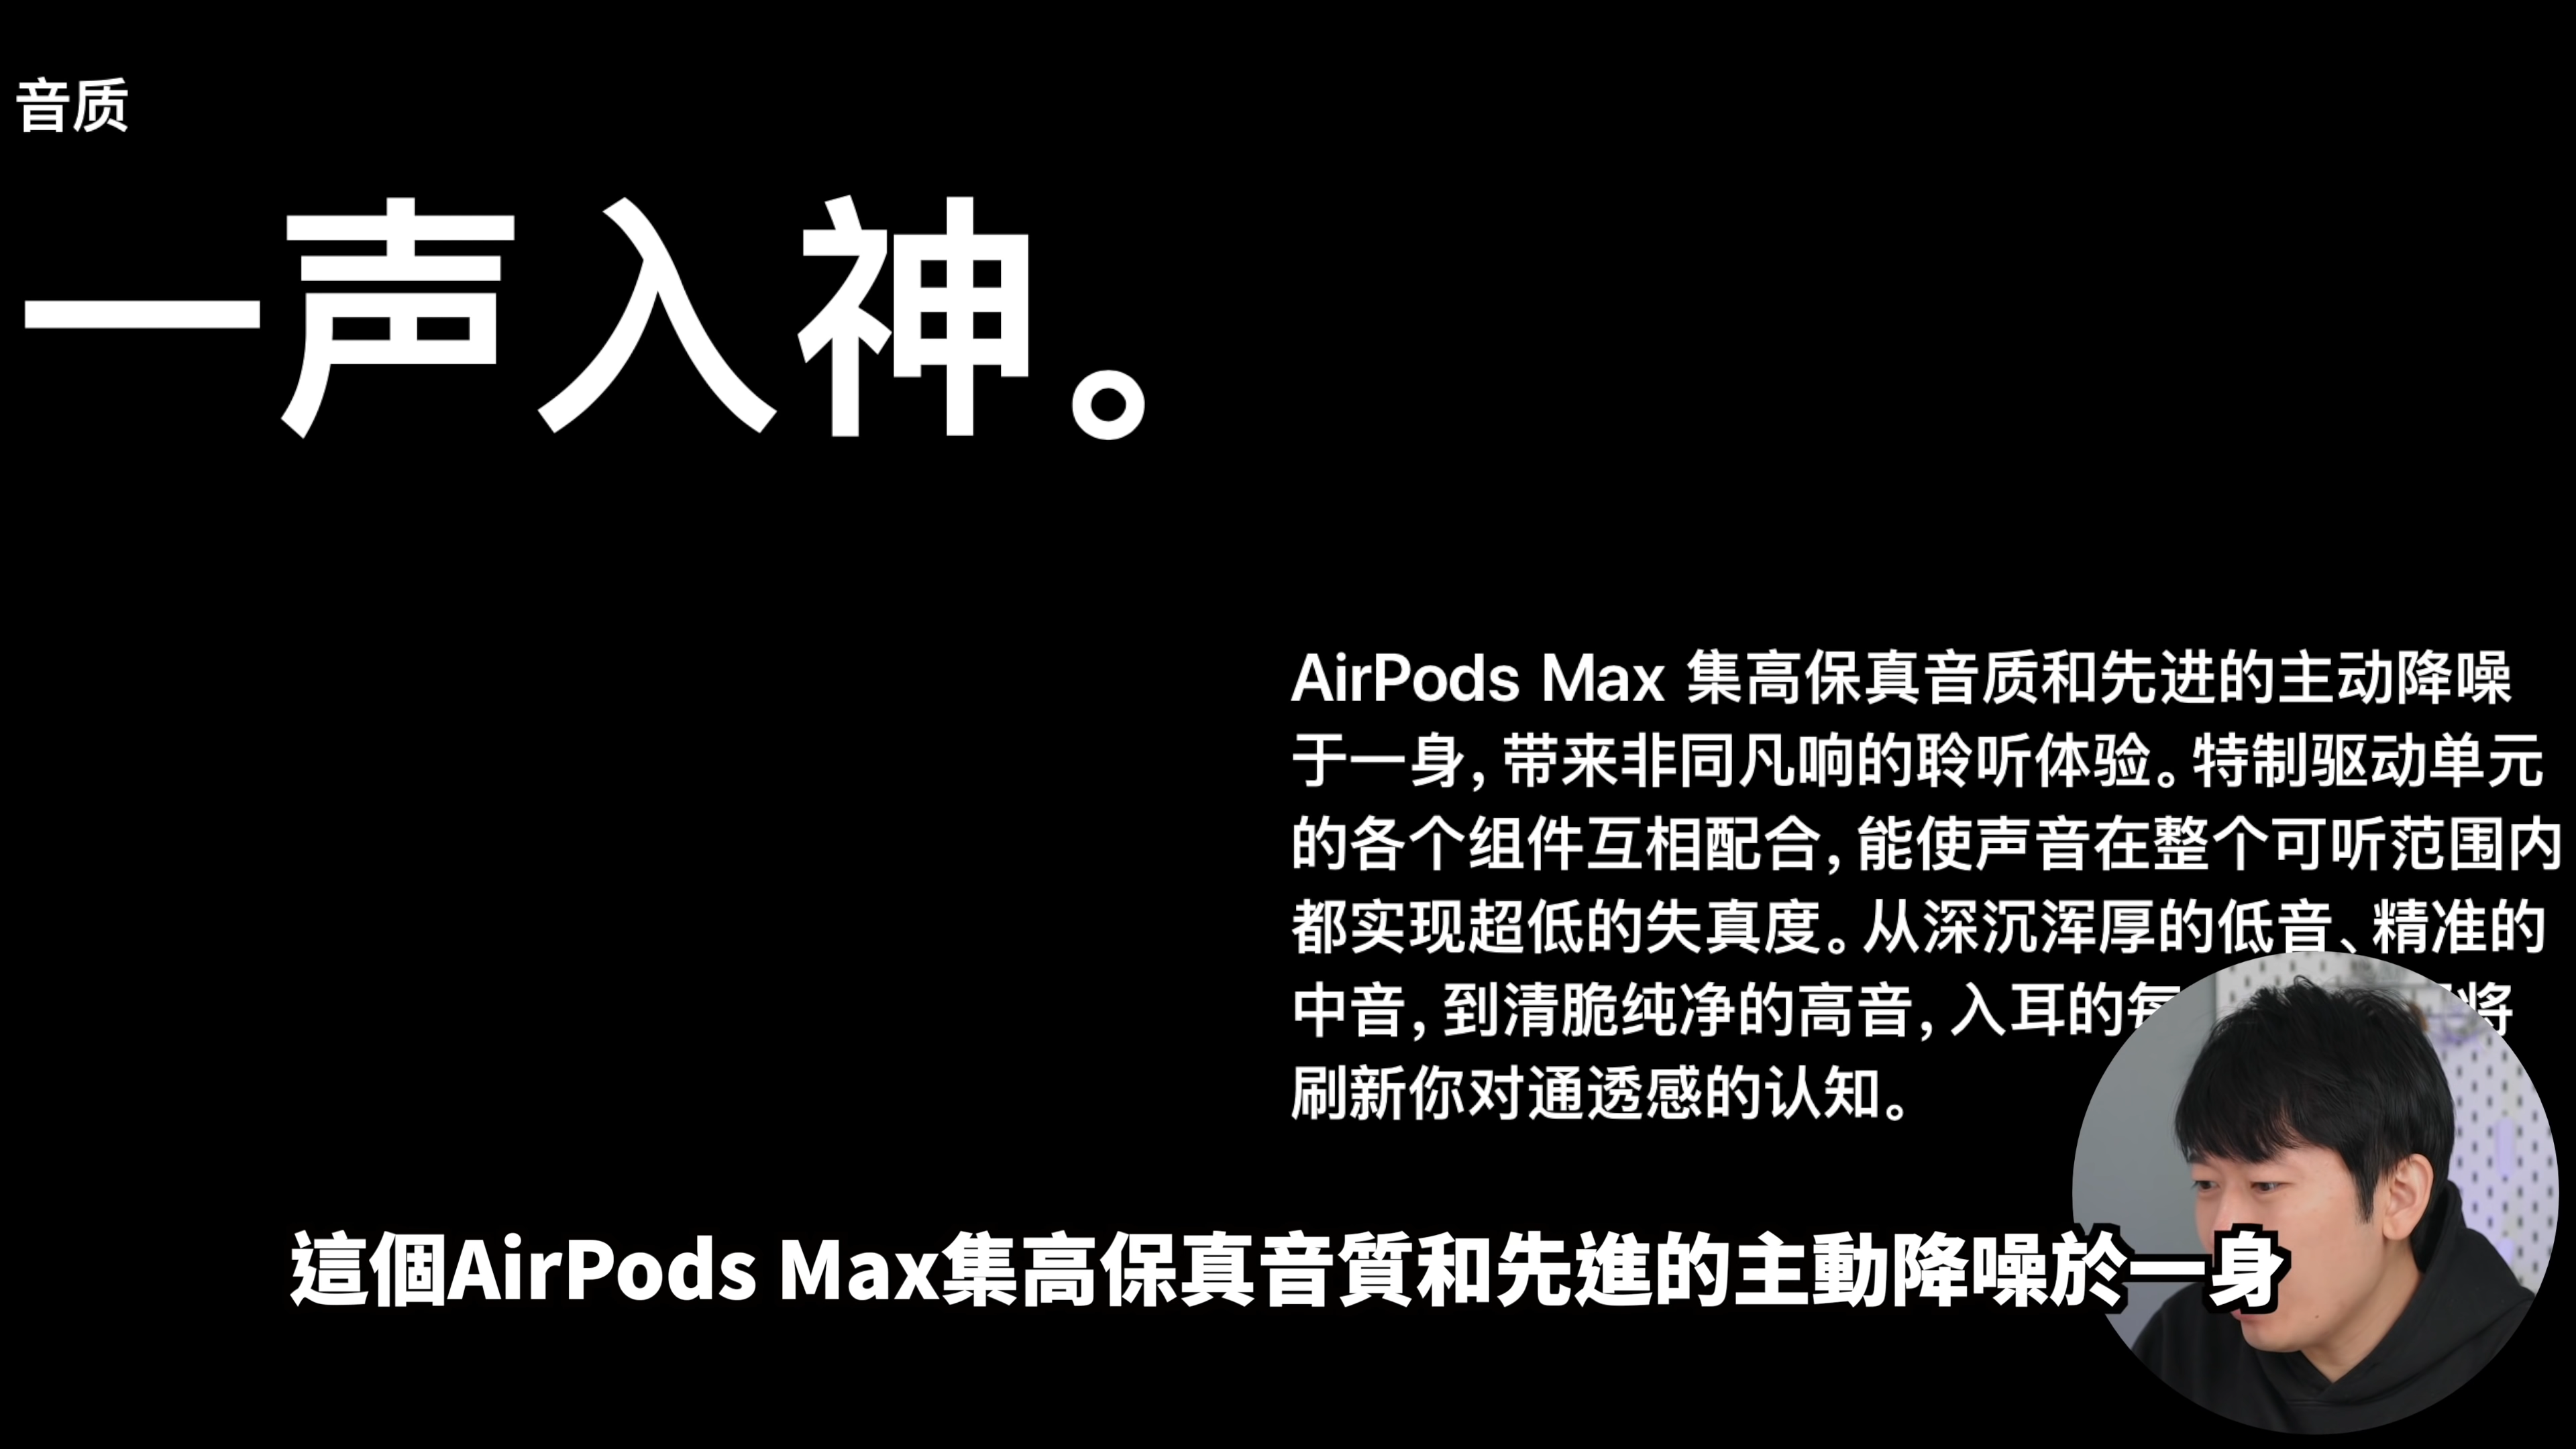 音质
一声入神。
AirPods Max 集高保真音质和先进的主动降噪
于一身，带来非同凡响的聆听体验。特制驱动单元
的各个组件互相配合，能使声音在整个可听范围内
都实现超低的失真度。从深沉浑厚的低音、精准的
中音，到清脆纯净的高音，入耳的每
将
刷新你对通透感的认知。
這個AirPods Max集高保真音質和先進的主動降噪於一身